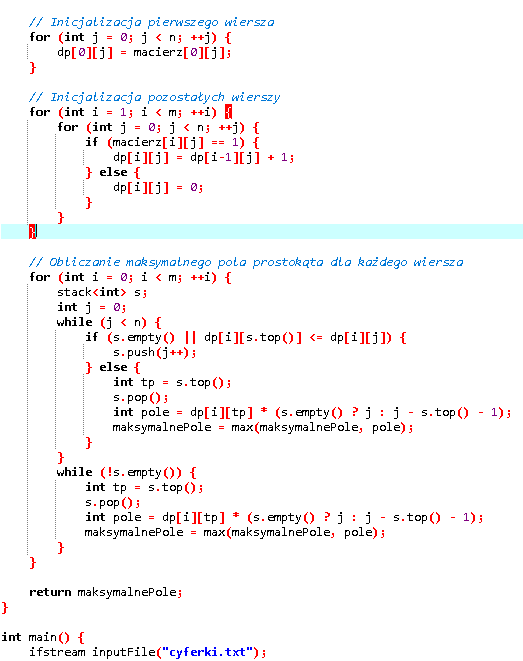 // Inicjalizacja pierwszego wiersza
for (int j = 0; j < n; ++j) {
dp[0][j] = macierz[0][j];
}
// Inicjalizacja pozostałych wierszy
for (int i = 1; i < m; ++i) {
for (int j = 0; j < n; ++j) {
if (macierz[i][j] == 1) {
dp[i][j] = dp[i-1][j] + 1;
} else {
dp[i][j] = 0;
}
}
}
// Obliczanie maksymalnego pola prostokąta dla każdego wiersza
for (int i = 0; i < m; ++i) {
stack<int> s;
int j = 0;
while (j < n) {
if (s.empty() || dp[i][s.top()] <= dp[i][j]) {
s.push(j++);
} else {
int tp = s.top();
s.pop();
int pole = dp[i][tp] * (s.empty() ? j : j - s.top() - 1);
maksymalnePole = max(maksymalnePole, pole);
}
}
while (!s.empty()) {
int tp = s.top();
s.pop();
int pole = dp[i][tp] * (s.empty() ? j : j - s.top() - 1);
maksymalnePole = max(maksymalnePole, pole);
}
}
return maksymalnePole;
}
int main() {
ifstream inputFile("cyferki.txt");